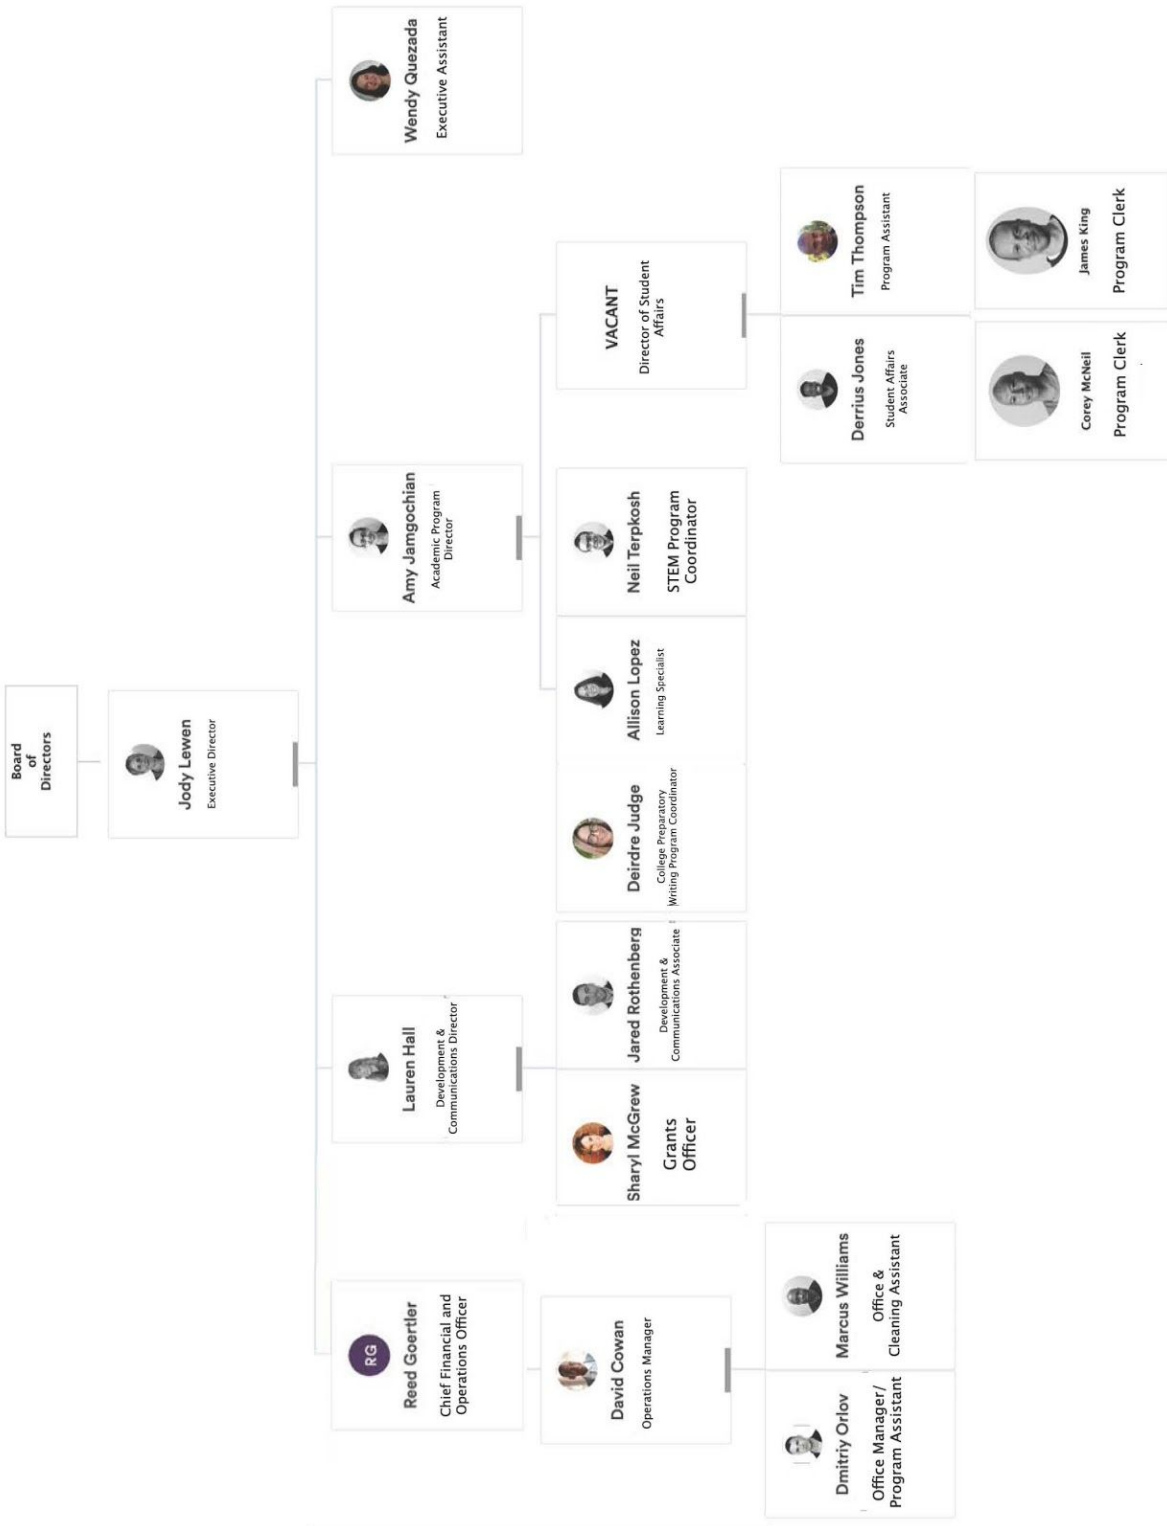 Board
of
Directors
Jody Lewen
Executive Director
RG
Reed Goertler
Chief Financial and
Operations Officer
Lauren Hall
Development &
Communications Director
Amy Jamgochian
Academic Program
Director
Wendy Quezada
Executive Assistant
David Cowan
Operations Manager
Sharyl McGrew
Grants
Officer
Jared Rothenberg
Development &
Communications Associate
Deirdre Judge
College Preparatory
Writing Program Coordinator
Allison Lopez
Learning Specialist
Neil Terpkosh
STEM Program
Coordinator
VACANT
Director of Student
Affairs
Dmitriy Orlov
Office Manager/
Program Assistant
Marcus Williams
Office &
Cleaning Assistant
Derrius Jones
Student Affairs
Associate
Tim Thompson
Program Assistant
Corey McNeil
Program Clerk
James King
Program Clerk